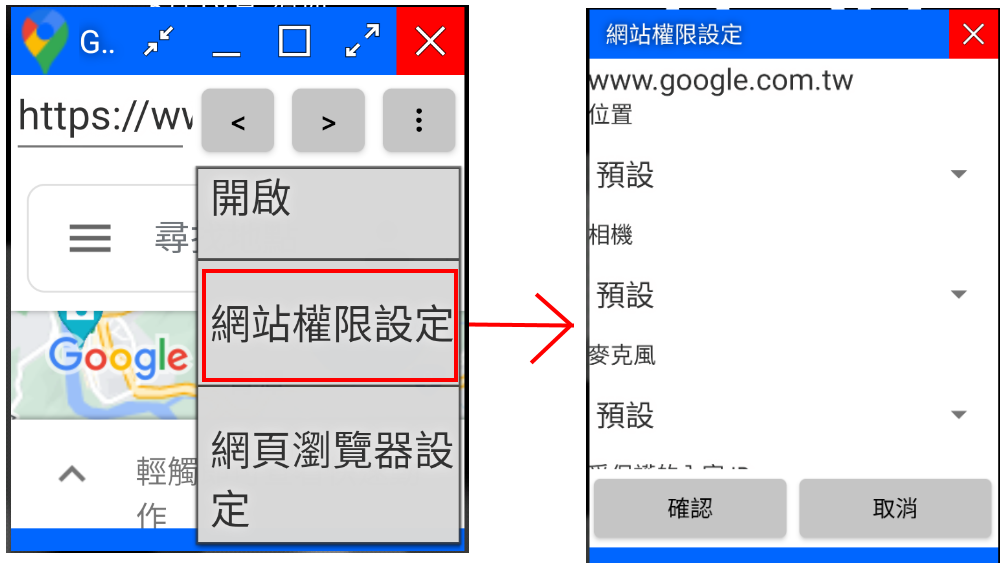 G..
https://wv
<
>
開啟
尋
網站權限設定
Google
網頁瀏覽器設
定
輕觸
作
網站權限設定
www.google.com.tw
位置
預設
相機
預設
麥克風
預設
確認
取消